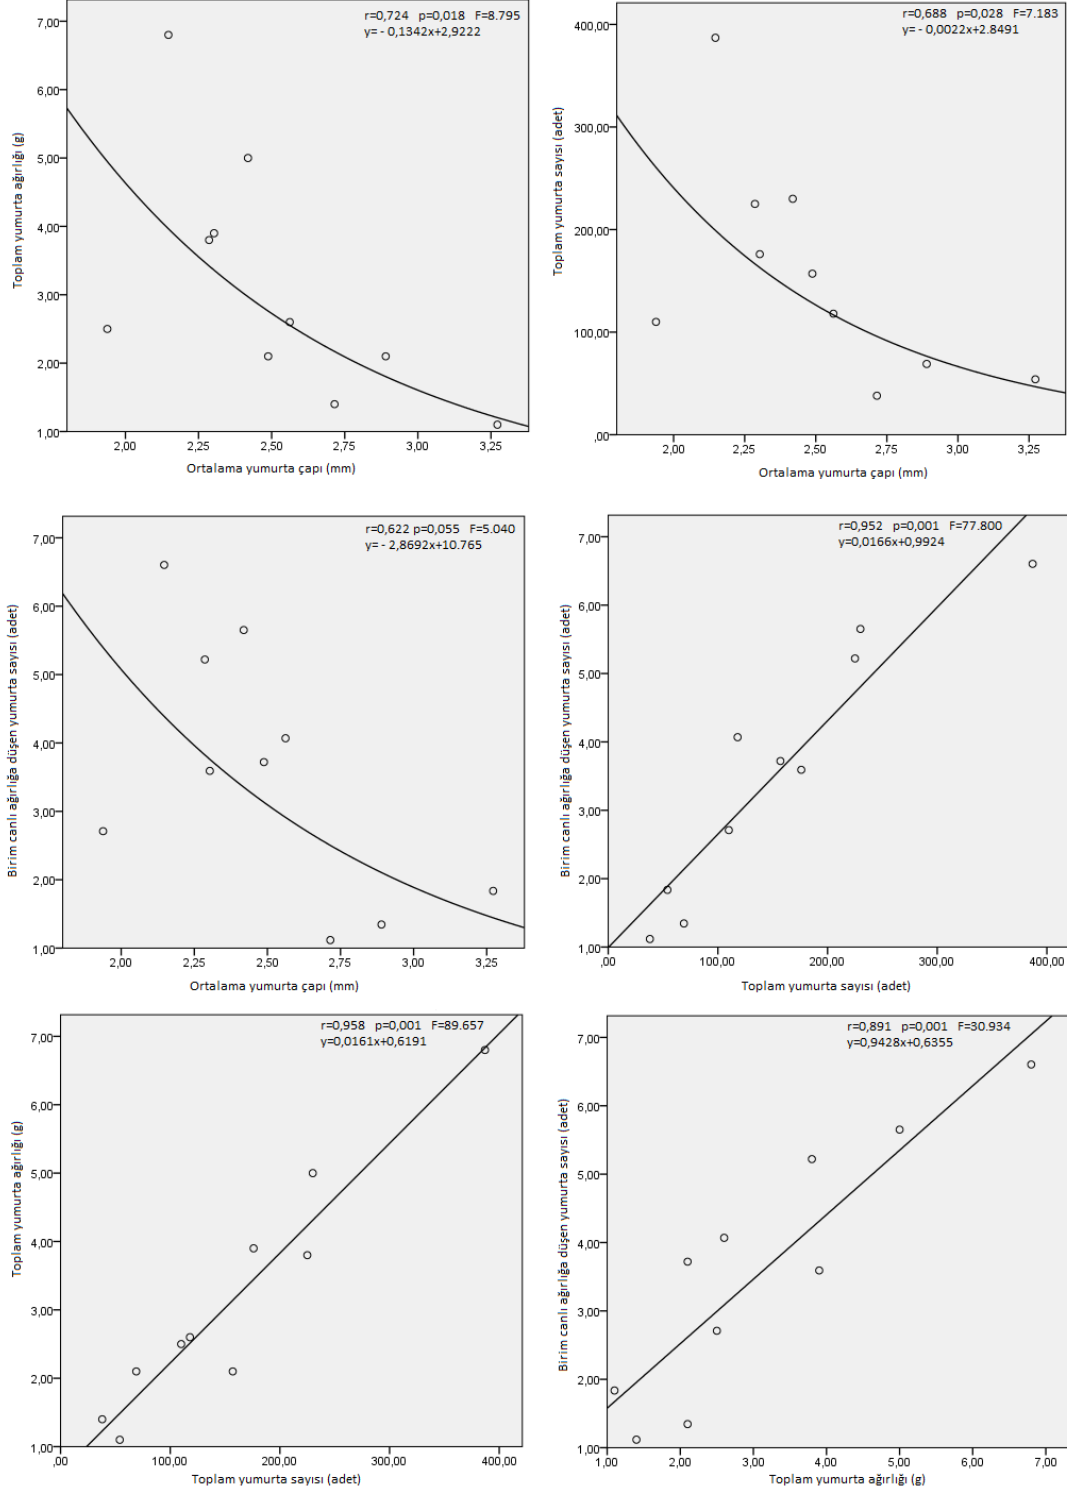 r=0,724 p=0,018 F=8.795
y= - 0,1342x+2,9222
Toplam yumurta ağırlığı (g)
7,00
6,00
5,00
4,00
3,00
2,00
1,00
2,00 2,25 2,50 2,75 3,00 3,25
Ortalama yumurta çapı (mm)
r=0,688 p=0,028 F=7.183
y= - 0,0022x+2.8491
Toplam yumurta sayısı (adet)
400,00
300,00
200,00
100,00
,00
2,00 2,25 2,50 2,75 3,00 3,25
Ortalama yumurta çapı (mm)
r=0,622 p=0,055 F=5.040
y= - 2,8692x+10.765
Birim canlı ağırlığa düşen yumurta sayısı (adet)
7,00
6,00
5,00
4,00
3,00
2,00
1,00
2,00 2,25 2,50 2,75 3,00 3,25
Ortalama yumurta çapı (mm)
r=0,952 p=0,001 F=77.800
y=0,0166x+0,9924
Birim canlı ağırlığa düşen yumurta sayısı (adet)
7,00
6,00
5,00
4,00
3,00
2,00
1,00
,00 100,00 200,00 300,00 400,00
Toplam yumurta sayısı (adet)
r=0,958 p=0,001 F=89.657
y=0,0161x+0,6191
Toplam yumurta ağırlığı (g)
7,00
6,00
5,00
4,00
3,00
2,00
1,00
,00 100,00 200,00 300,00 400,00
Toplam yumurta sayısı (adet)
r=0,891 p=0,001 F=30.934
y=0,9428x+0,6355
Birim canlı ağırlığa düşen yumurta sayısı (adet)
7,00
6,00
5,00
4,00
3,00
2,00
1,00
1,00 2,00 3,00 4,00 5,00 6,00 7,00
Toplam yumurta ağırlığı (g)